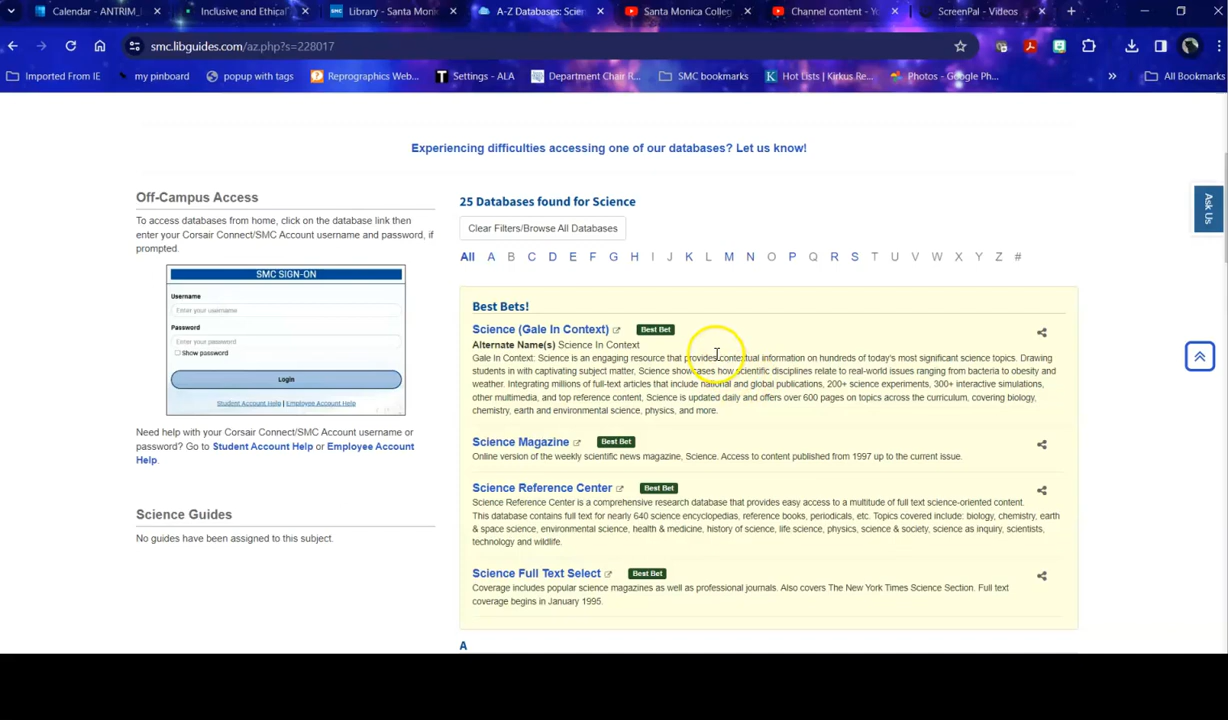 Calendar - ANTRIM_
Inclusive and Ethical
Library - Santa Moni
A-Z Databases: Scien
Santa Monica Colleg
Channel content - Yo
ScreenPal - Videos
smc.libguides.com/az.php?s=228017
Imported From IE
my pinboard
popup with tags
Reprographics Web...
Settings - ALA
Department Chair R...
SMC bookmarks
Hot Lists | Kirkus Re...
Photos - Google Ph...
All Bookmarks
Experiencing difficulties accessing one of our databases? Let us know!
Off-Campus Access
To access databases from home, click on the database link then
enter your Corsair Connect/SMC Account username and password, if
prompted.
SMC SIGN-ON
Username
Enter your username
Password
Enter your password
Show password
Login
Student Account Help | Employee Account Help
Need help with your Corsair Connect/SMC Account username or
password? Go to Student Account Help or Employee Account
Help.
Science Guides
No guides have been assigned to this subject.
25 Databases found for Science
Clear Filters/Browse All Databases
All A B C D E F G H I J K L M N O P Q R S T U V W X Y Z #
Best Bets!
Science (Gale In Context) Best Bet
Alternate Name(s) Science In Context
Gale In Context: Science is an engaging resource that provides contextual information on hundreds of today's most significant science topics. Drawing
students in with captivating subject matter, Science showcases how scientific disciplines relate to real-world issues ranging from bacteria to obesity and
weather. Integrating millions of full-text articles that include national and global publications, 200+ science experiments, 300+ interactive simulations,
other multimedia, and top reference content, Science is updated daily and offers over 600 pages on topics across the curriculum, covering biology,
chemistry, earth and environmental science, physics, and more.
Science Magazine Best Bet
Online version of the weekly scientific news magazine, Science. Access to content published from 1997 up to the current issue.
Science Reference Center Best Bet
Science Reference Center is a comprehensive research database that provides easy access to a multitude of full text science-oriented content.
This database contains full text for nearly 640 science encyclopedias, reference books, periodicals, etc. Topics covered include: biology, chemistry, earth
& space science, environmental science, health & medicine, history of science, life science, physics, science & society, science as inquiry, scientists,
technology and wildlife.
Science Full Text Select Best Bet
Coverage includes popular science magazines as well as professional journals. Also covers The New York Times Science Section. Full text
coverage begins in January 1995.
A
Ask Us